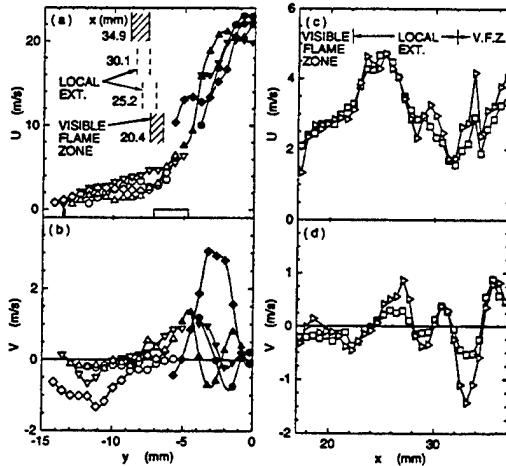 (a)
x (mm)
34.9
30.1
LOCAL
EXT.
25.2
VISIBLE
FLAME
ZONE
20.4
20
10
0
U (m/s)
(b)
2
0
-2
V (m/s)
-15
-10
-5
0
y (mm)
(c)
VISIBLE
FLAME
ZONE
LOCAL
EXT.
V.F.Z.
6
4
2
0
U (m/s)
(d)
1
0
-1
-2
V (m/s)
20
30
x (mm)